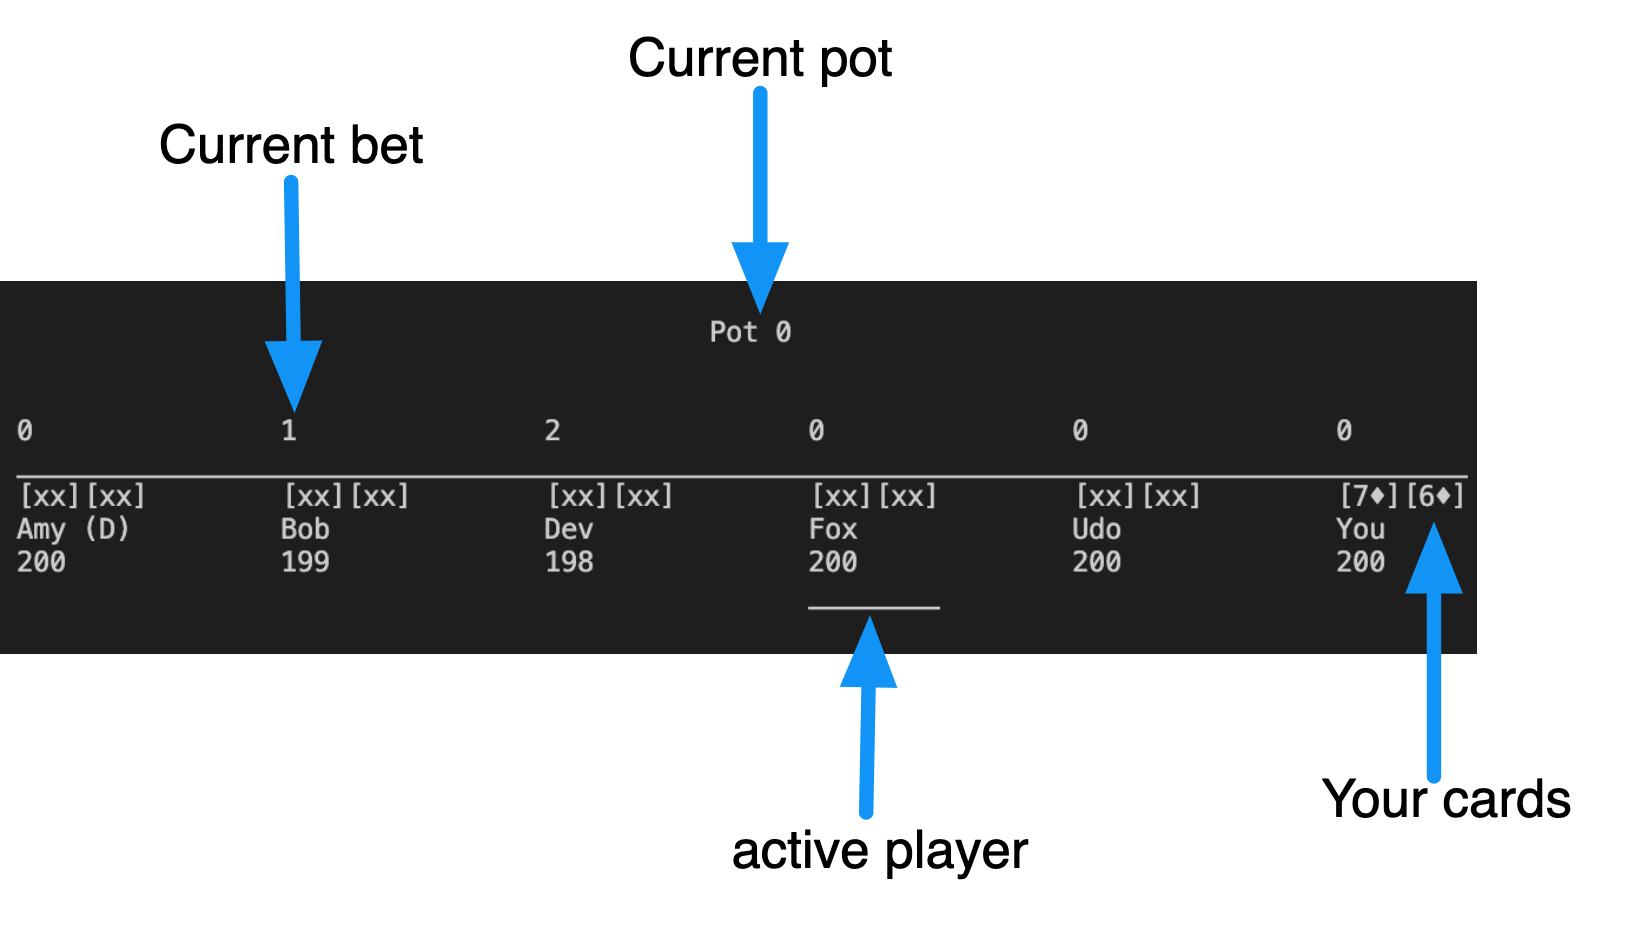 Current pot
Current bet
Pot 0
0 1 2 0 0 0
[xx][xx] [xx][xx] [xx][xx] [xx][xx] [xx][xx] [7♦][6♦]
Amy (D) Bob Dev Fox Udo You
200 199 198 200 200 200
Your cards
active player